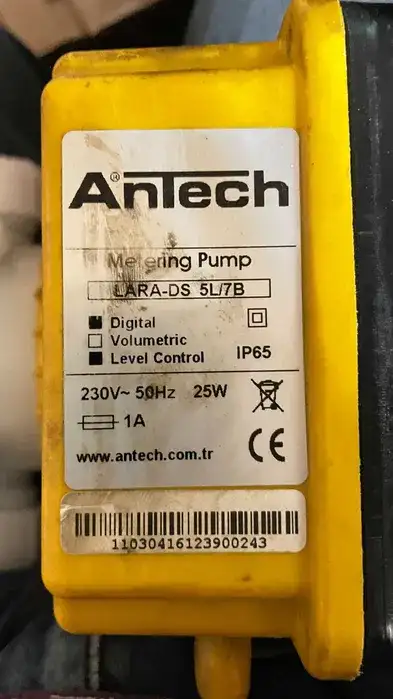 AnTech®
Metering Pump
LARA-DS 5L/7B
Digital
Volumetric
Level Control IP65
230V~ 50Hz 25W
1A
www.antech.com.tr CE
11030416123900243